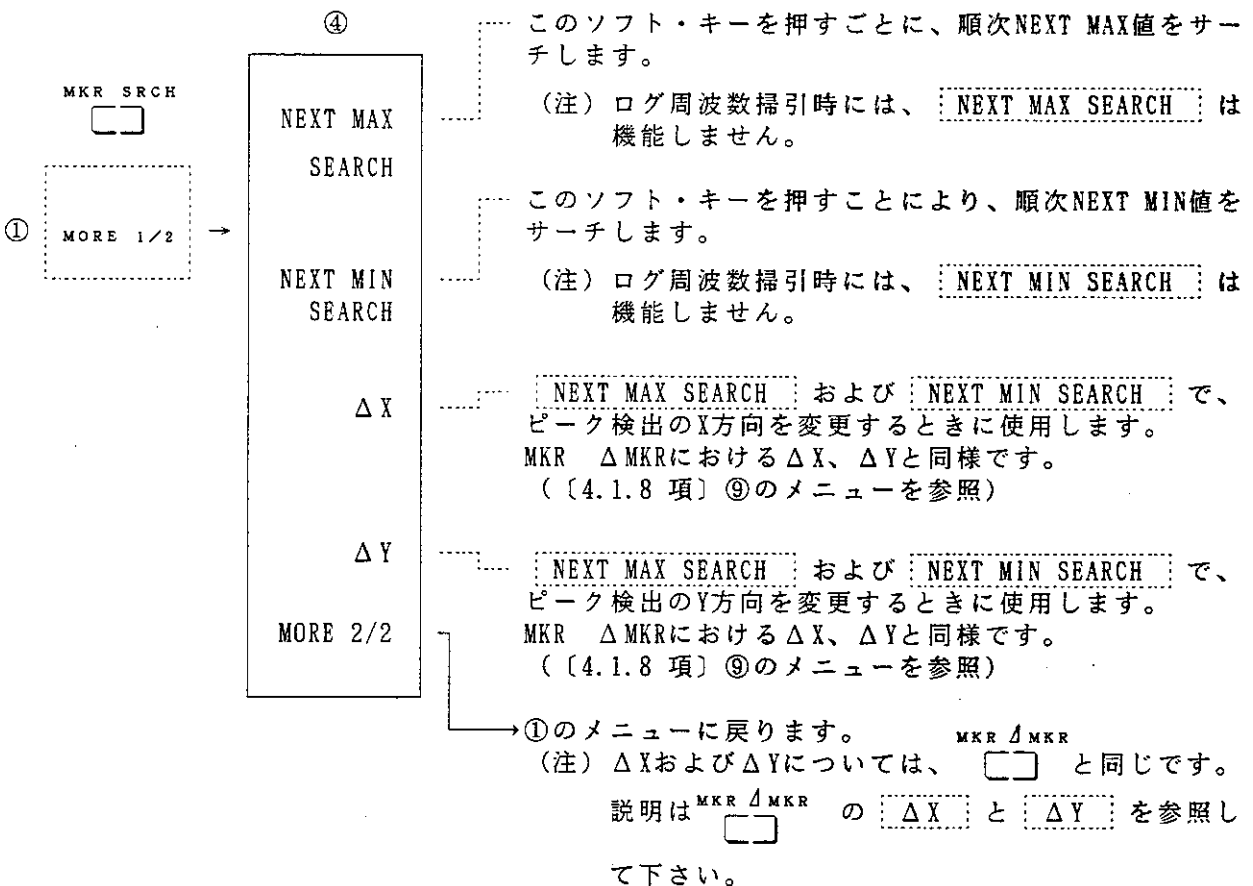 ④
MKR SRCH
① MORE 1/2 →
NEXT MAX
SEARCH
このソフト・キーを押すごとに、順次NEXT MAX値をサー
チします。
(注) ログ周波数掃引時には、 NEXT MAX SEARCH は
機能しません。
NEXT MIN
SEARCH
このソフト・キーを押すことにより、順次NEXT MIN値を
サーチします。
(注) ログ周波数掃引時には、 NEXT MIN SEARCH は
機能しません。
ΔX
NEXT MAX SEARCH および NEXT MIN SEARCH で、
ピーク検出のX方向を変更するときに使用します。
MKR ΔMKRにおけるΔX、ΔYと同様です。
(〔4.1.8 項〕⑨のメニューを参照)
ΔY
NEXT MAX SEARCH および NEXT MIN SEARCH で、
ピーク検出のY方向を変更するときに使用します。
MKR ΔMKRにおけるΔX、ΔYと同様です。
(〔4.1.8 項〕⑨のメニューを参照)
MORE 2/2
①のメニューに戻ります。
(注) ΔXおよびΔYについては、 MKR ΔMKR と同じです。
説明は MKR ΔMKR の ΔX と ΔY を参照し
て下さい。